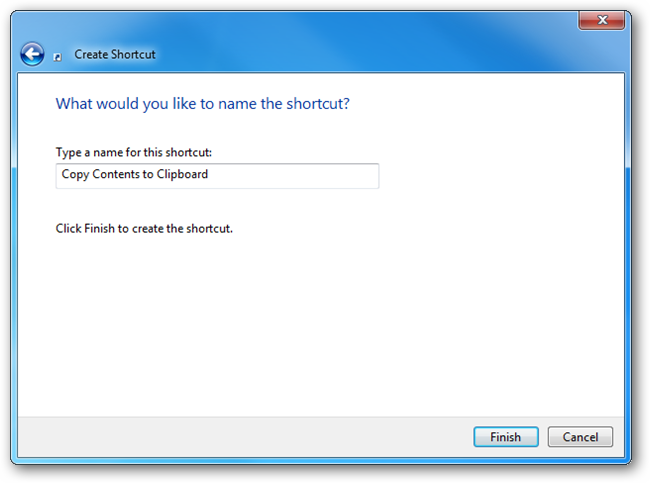 Create Shortcut
What would you like to name the shortcut?
Type a name for this shortcut:
Copy Contents to Clipboard
Click Finish to create the shortcut.
Finish Cancel